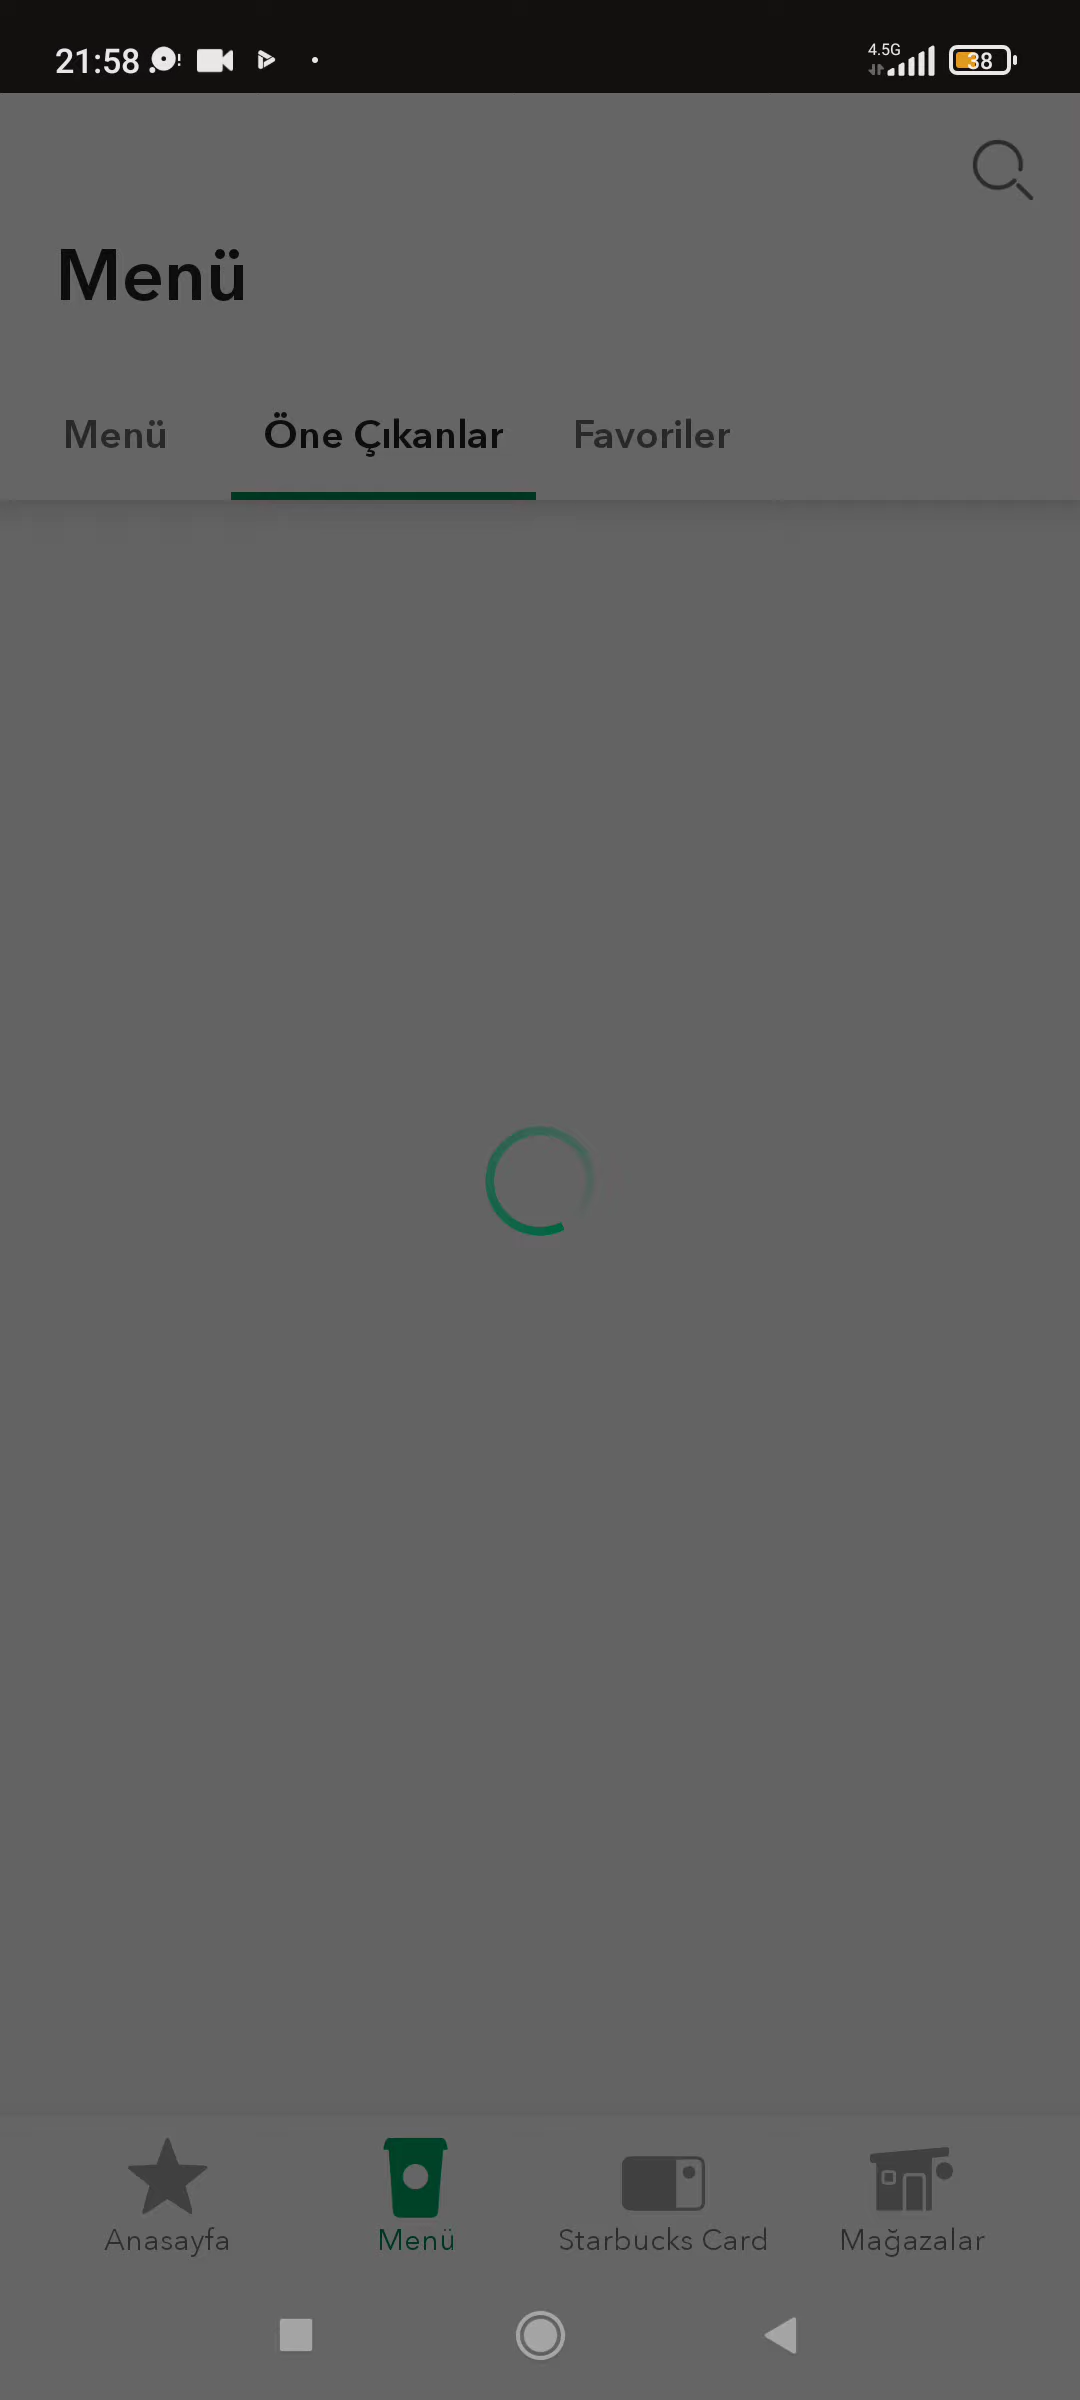 21:58
4.5G
38
Menü
Menü
Öne Çıkanlar
Favoriler
Anasayfa
Menü
Starbucks Card
Mağazalar